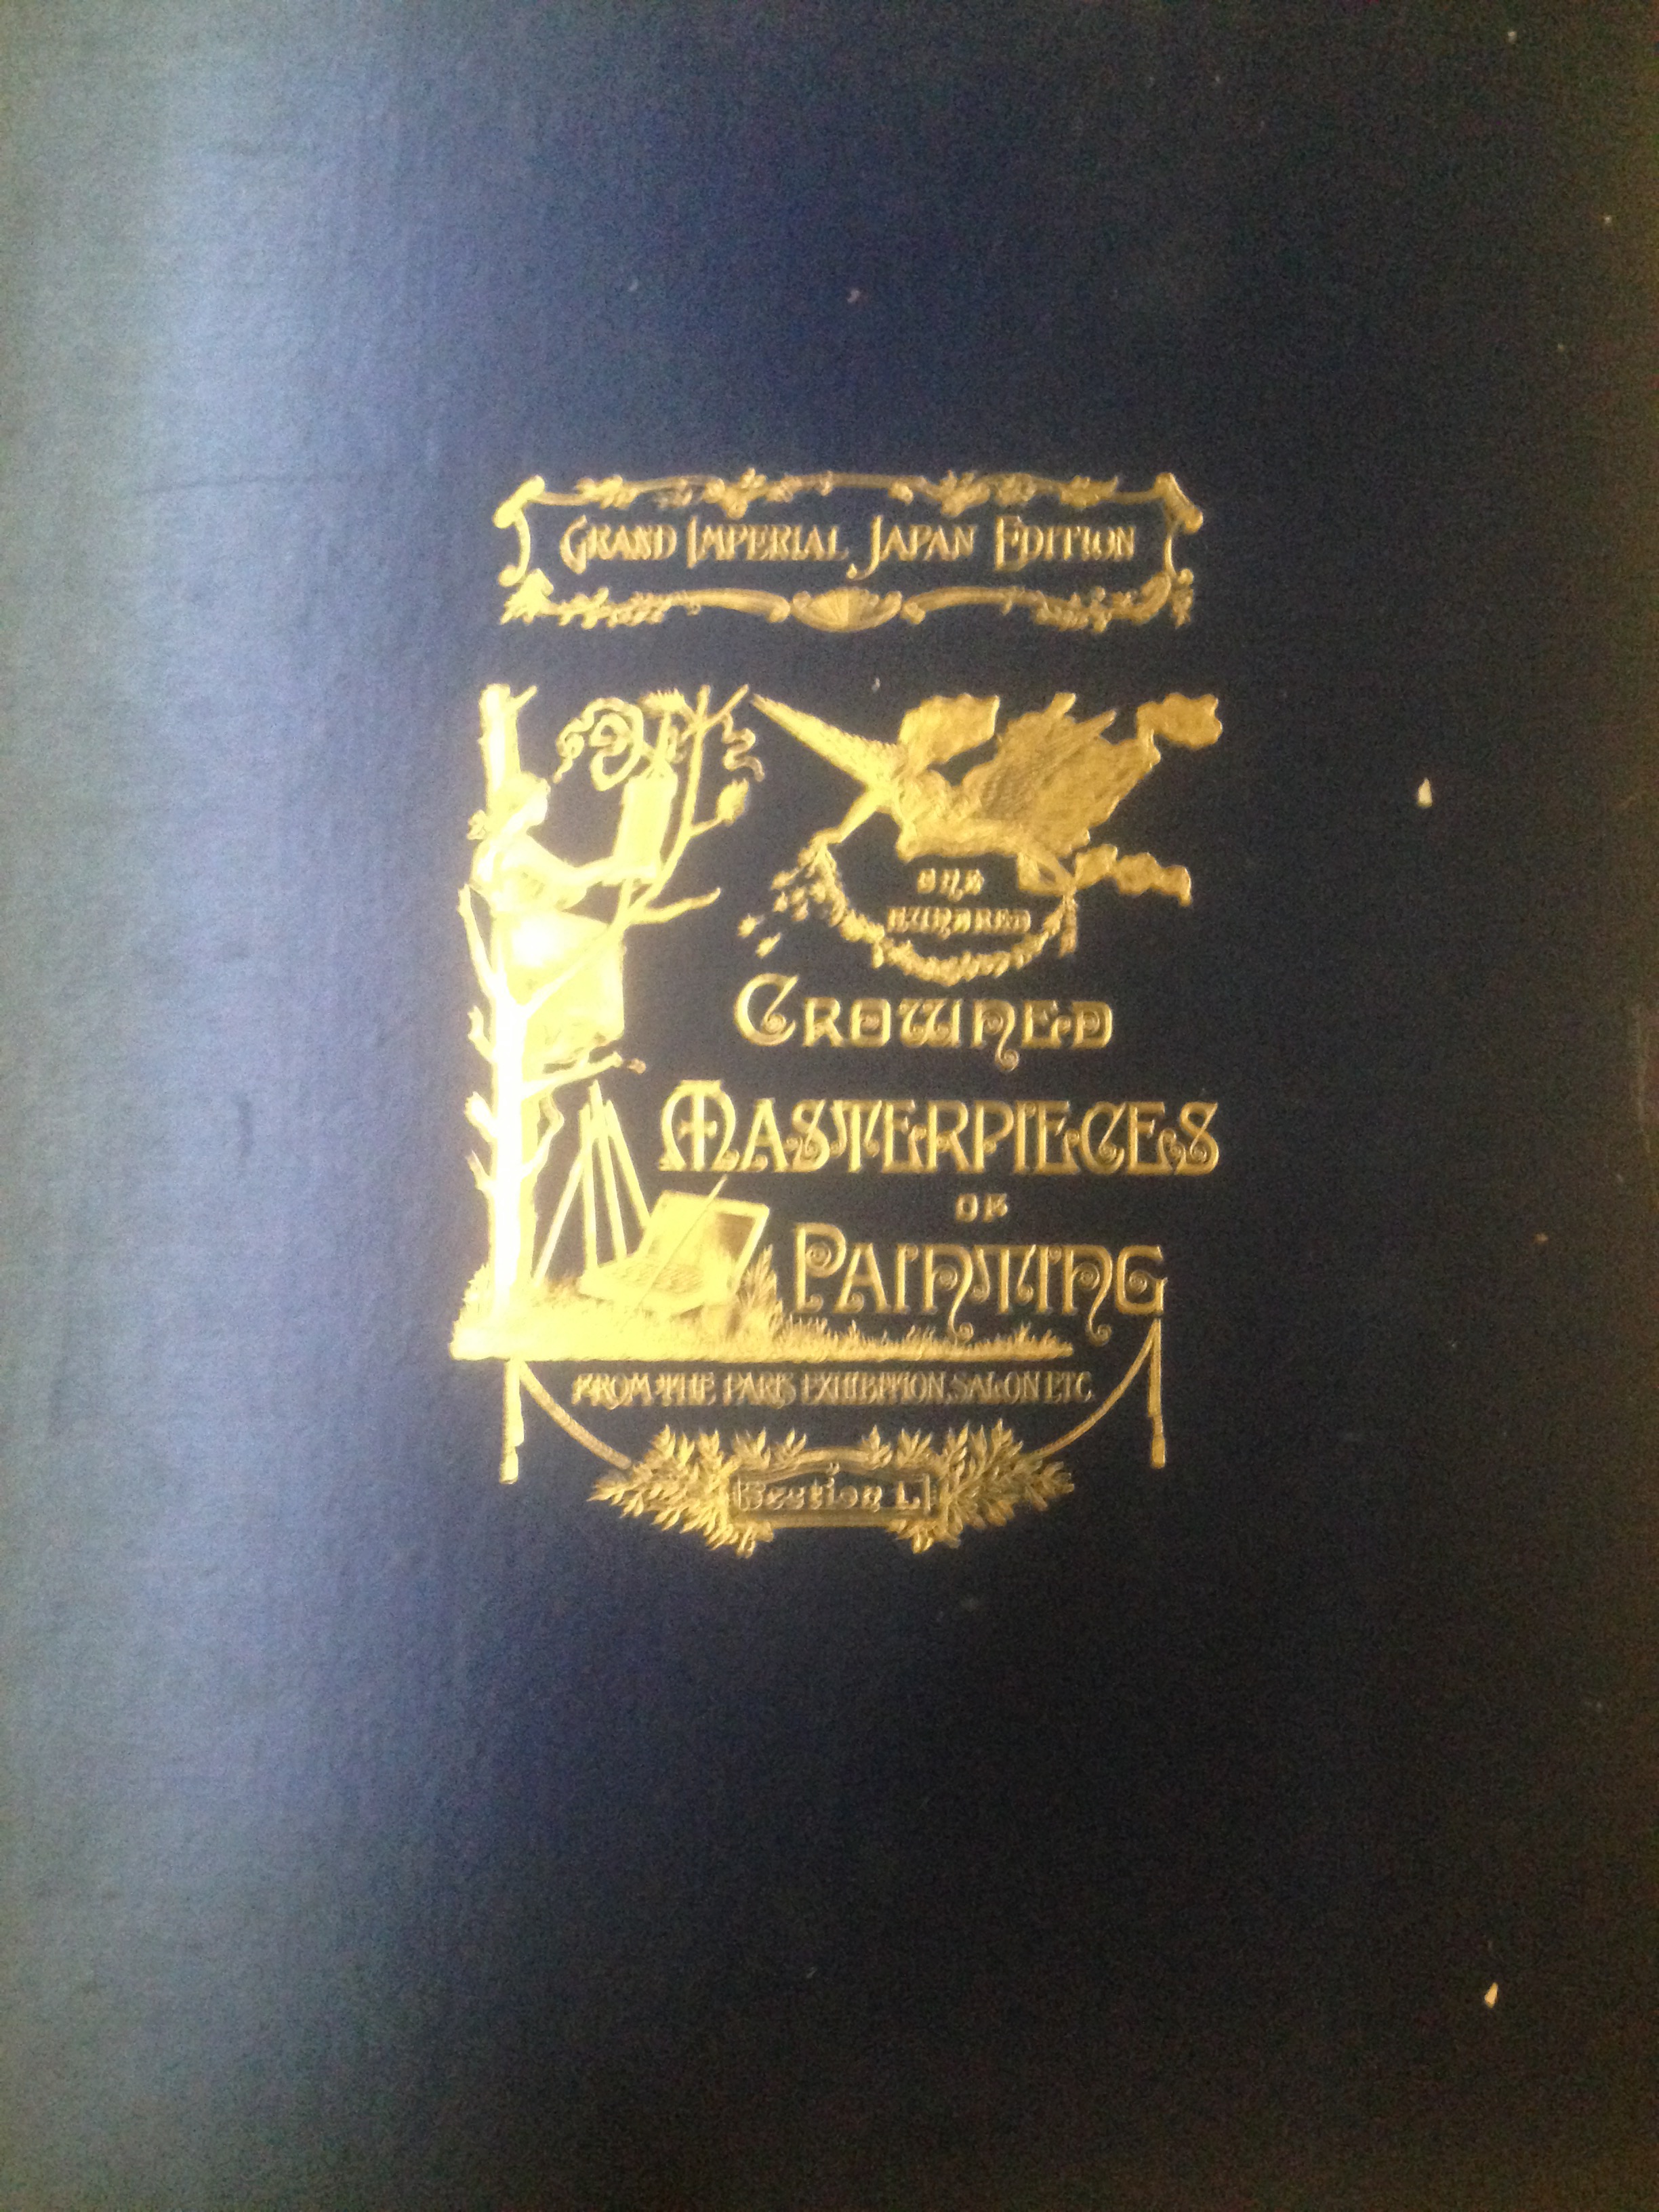 GRAND IMPERIAL JAPAN EDITION
ONE
HUNDRED
CROWNED
MASTERPIECES
OF
PAINTING
FROM THE PARIS EXHIBITION, SALON ETC.
Section I.